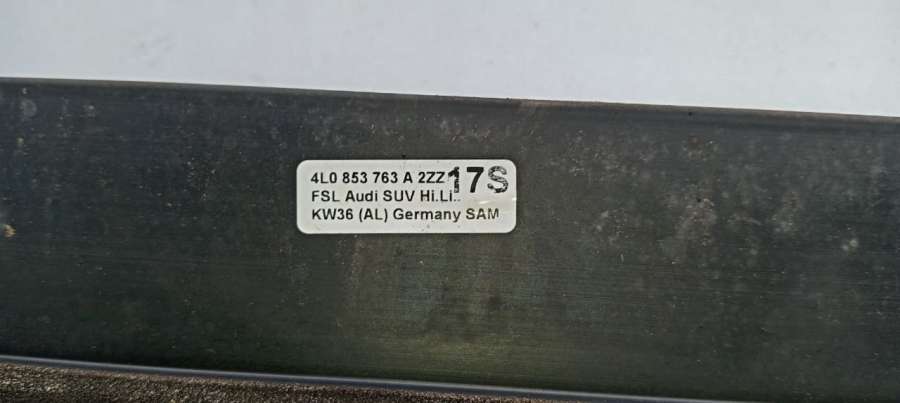 4L0 853 763 A 2ZZ 17S
FSL Audi SUV Hi.Li..
KW36 (AL) Germany SAM